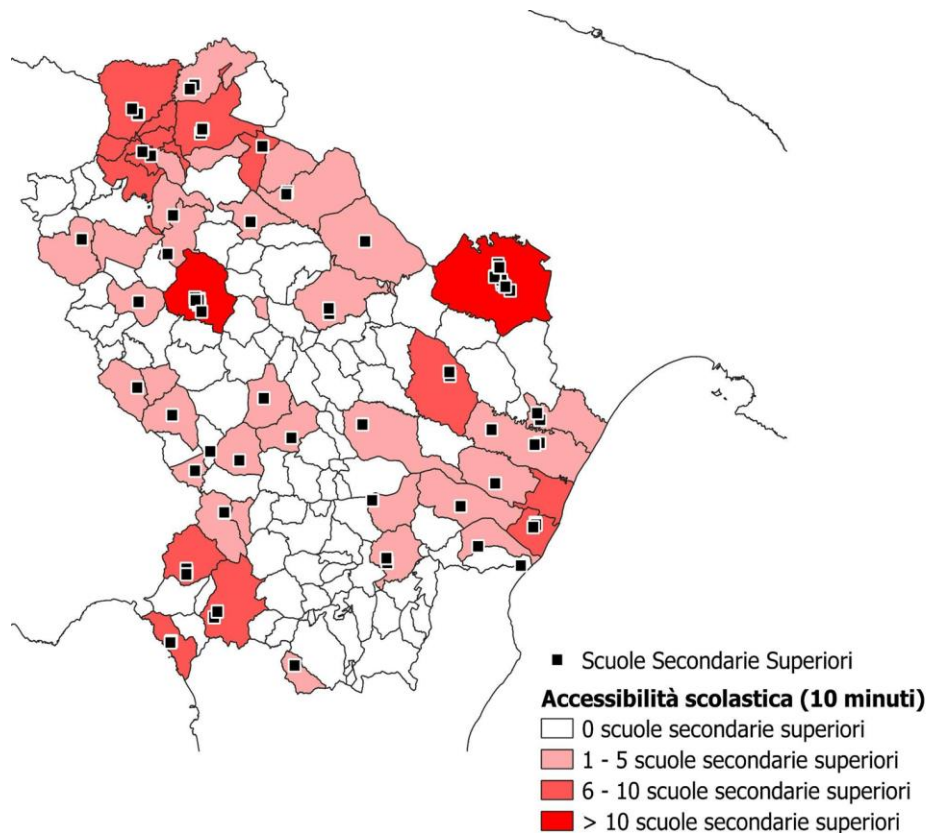 Scuole Secondarie Superiori
Accessibilità scolastica (10 minuti)
0 scuole secondarie superiori
1 - 5 scuole secondarie superiori
6 - 10 scuole secondarie superiori
> 10 scuole secondarie superiori